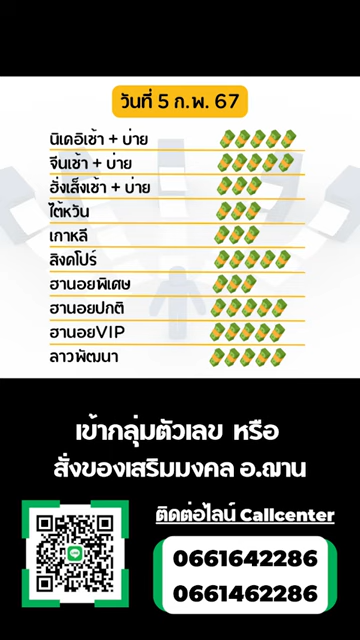 วันที่ 5 ก.พ. 67
นิเคอิเช้า + บ่าย
จีนเช้า + บ่าย
ฮั่งเส็งเช้า + บ่าย
ไต้หวัน
เกาหลี
สิงคโปร์
ฮานอยพิเศษ
ฮานอยปกติ
ฮานอยVIP
ลาวพัฒนา
เข้ากลุ่มตัวเลข หรือ
สั่งของเสริมมงคล อ.ฌาน
ติดต่อไลน์ Callcenter
0661642286
0661462286